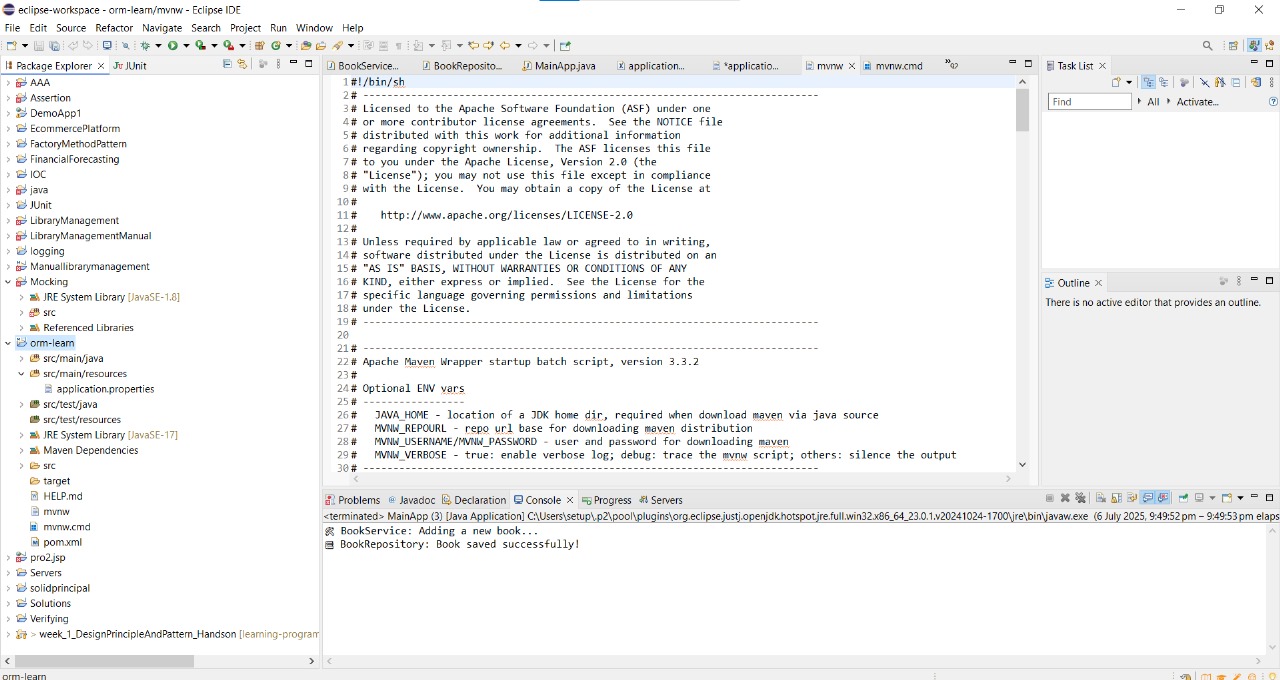 eclipse-workspace - orm-learn/mvnw - Eclipse IDE
File Edit Source Refactor Navigate Search Project Run Window Help
Package Explorer JUnit
AAA
Assertion
DemoApp1
EcommercePlatform
FactoryMethodPattern
FinancialForecasting
IOC
java
JUnit
LibraryManagement
LibraryManagementManual
logging
Manuallibrarymanagement
Mocking
JRE System Library [JavaSE-1.8]
src
Referenced Libraries
orm-learn
src/main/java
src/main/resources
application.properties
src/test/java
src/test/resources
JRE System Library [JavaSE-17]
Maven Dependencies
src
target
HELP.md
mvnw
mvnw.cmd
pom.xml
pro2.jsp
Servers
solidprincipal
Solutions
Verifying
> week_1_DesignPrincipleAndPattern_Handson [learning-program
BookService... BookReposito... MainApp.java application... *applicatio... mvnw mvnw.cmd »2
1 #!/bin/sh
2 # ----------------------------------------------------------------------------
3 # Licensed to the Apache Software Foundation (ASF) under one
4 # or more contributor license agreements.  See the NOTICE file
5 # distributed with this work for additional information
6 # regarding copyright ownership.  The ASF licenses this file
7 # to you under the Apache License, Version 2.0 (the
8 # "License"); you may not use this file except in compliance
9 # with the License.  You may obtain a copy of the License at
10 #
11 #    http://www.apache.org/licenses/LICENSE-2.0
12 #
13 # Unless required by applicable law or agreed to in writing,
14 # software distributed under the License is distributed on an
15 # "AS IS" BASIS, WITHOUT WARRANTIES OR CONDITIONS OF ANY
16 # KIND, either express or implied.  See the License for the
17 # specific language governing permissions and limitations
18 # under the License.
19 # ----------------------------------------------------------------------------
20
21 # ----------------------------------------------------------------------------
22 # Apache Maven Wrapper startup batch script, version 3.3.2
23 #
24 # Optional ENV vars
25 # -----------------
26 #   JAVA_HOME - location of a JDK home dir, required when download maven via java source
27 #   MVNW_REPOURL - repo url base for downloading maven distribution
28 #   MVNW_USERNAME/MVNW_PASSWORD - user and password for downloading maven
29 #   MVNW_VERBOSE - true: enable verbose log; debug: trace the mvnw script; others: silence the output
30 # ----------------------------------------------------------------------------
Task List
Find All Activate...
Outline
There is no active editor that provides an outline.
Problems Javadoc Declaration Console Progress Servers
<terminated> MainApp (3) [Java Application] C:\Users\setup\.p2\pool\plugins\org.eclipse.justj.openjdk.hotspot.jre.full.win32.x86_64_23.0.1.v20241024-1700\jre\bin\javaw.exe (6 July 2025, 9:49:52 pm – 9:49:53 pm elaps
BookService: Adding a new book...
BookRepository: Book saved successfully!
orm-learn